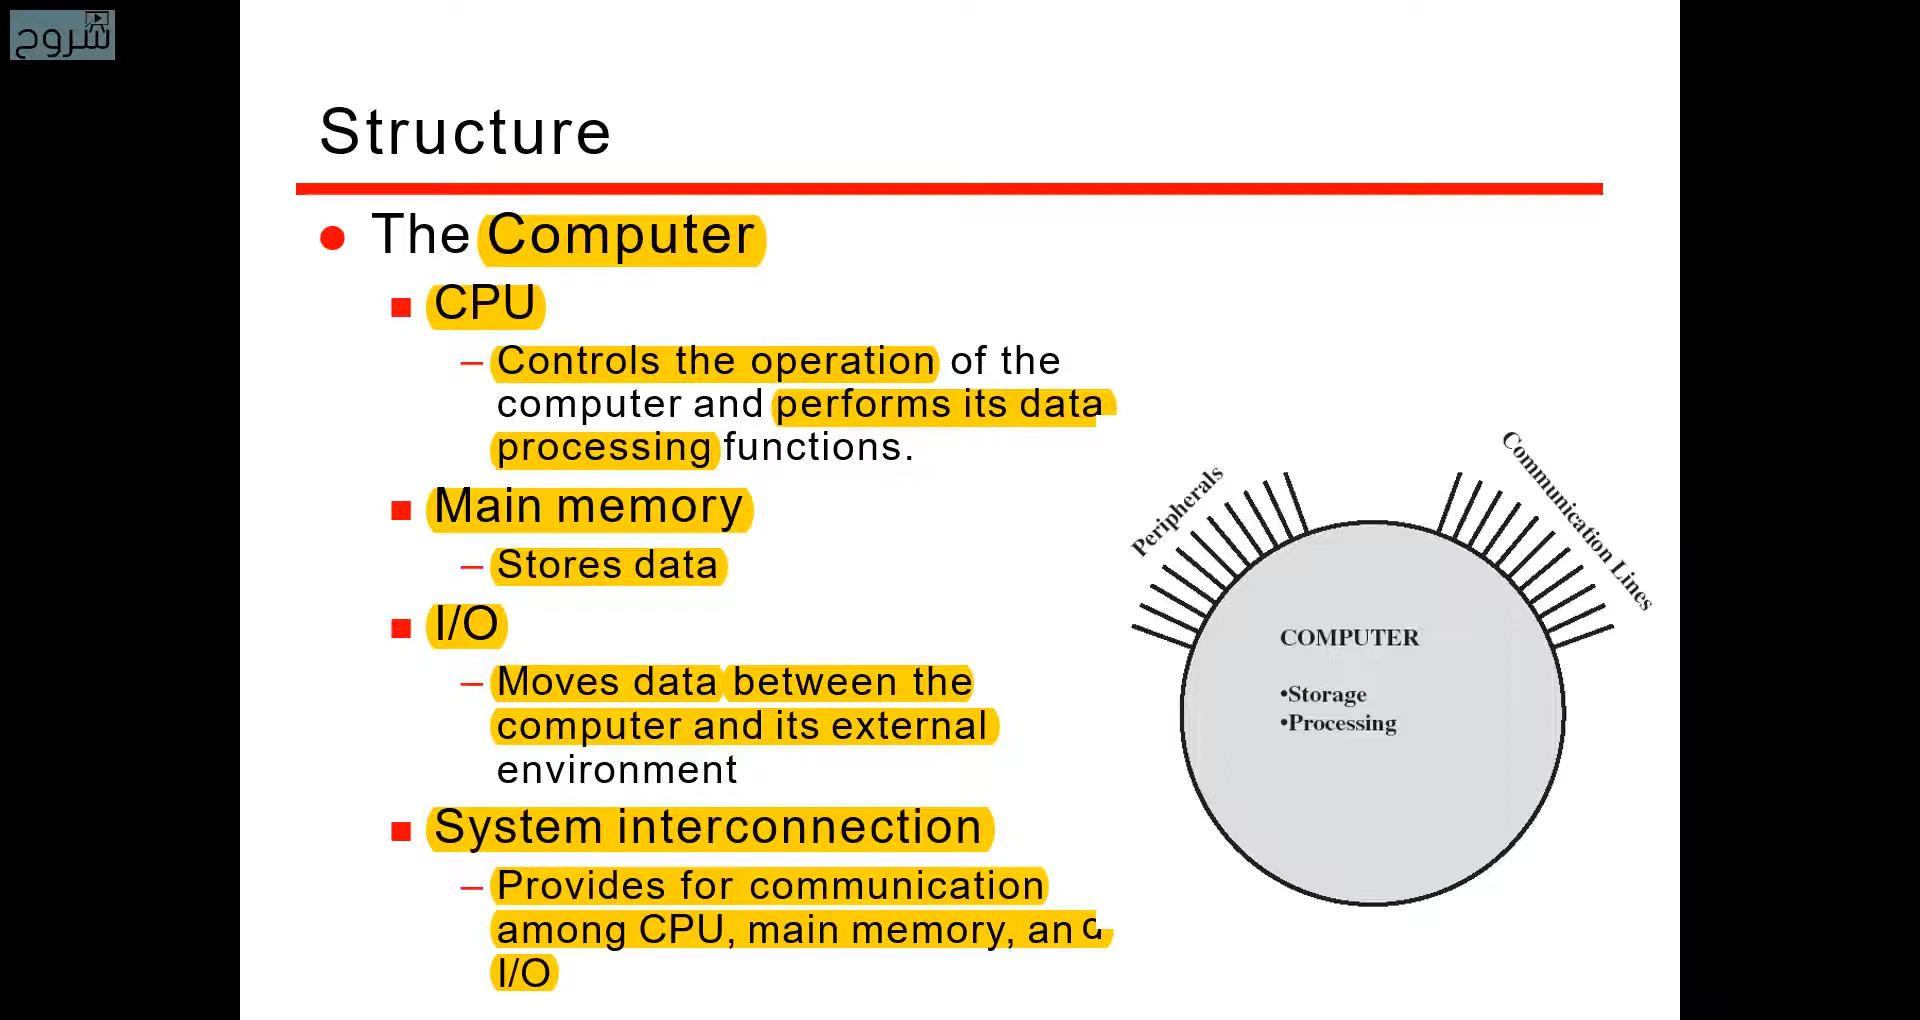 شروح
Structure
The Computer
CPU
– Controls the operation of the
computer and performs its data
processing functions.
Main memory
– Stores data
I/O
– Moves data between the
computer and its external
environment
System interconnection
– Provides for communication
among CPU, main memory, and
I/O
Peripherals
Communication Lines
COMPUTER
•Storage
•Processing